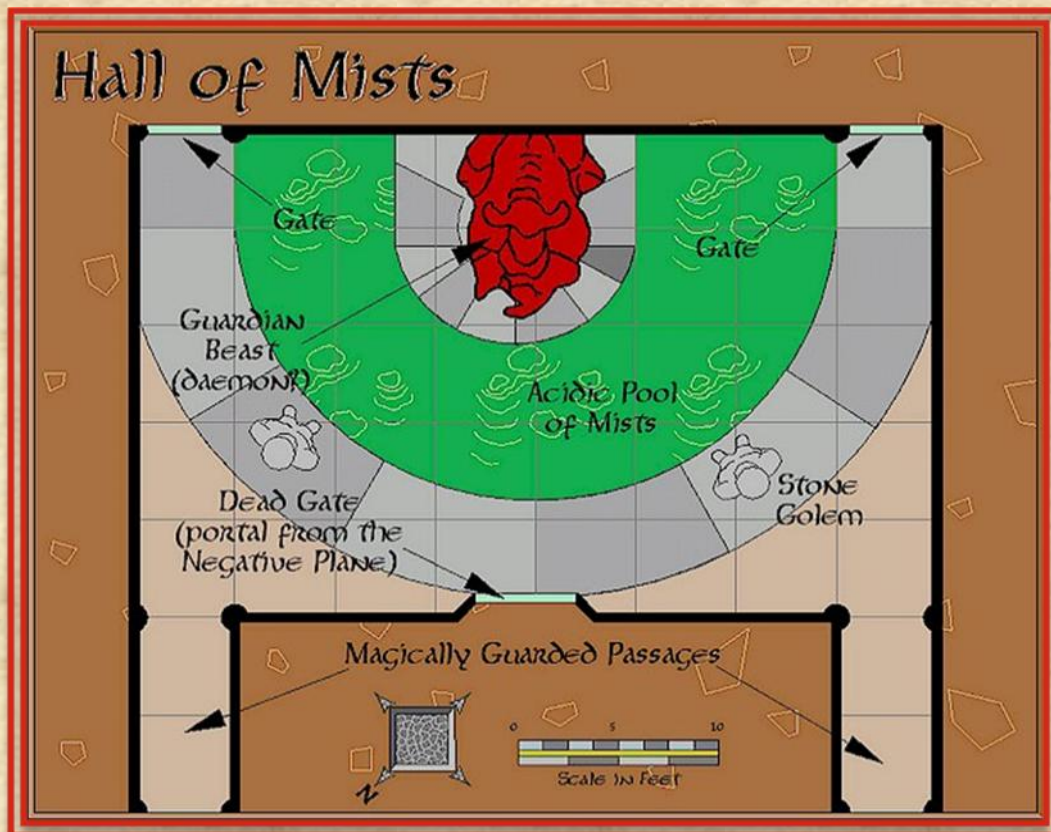 Hall of Mists
Gate
Gate
Guardian
Beast
(daemon?)
Acidic Pool
of Mists
Dead Gate
(portal from the
Negative Plane)
Stone
Golem
Magically Guarded Passages
0 5 10
Scale in Feet
N